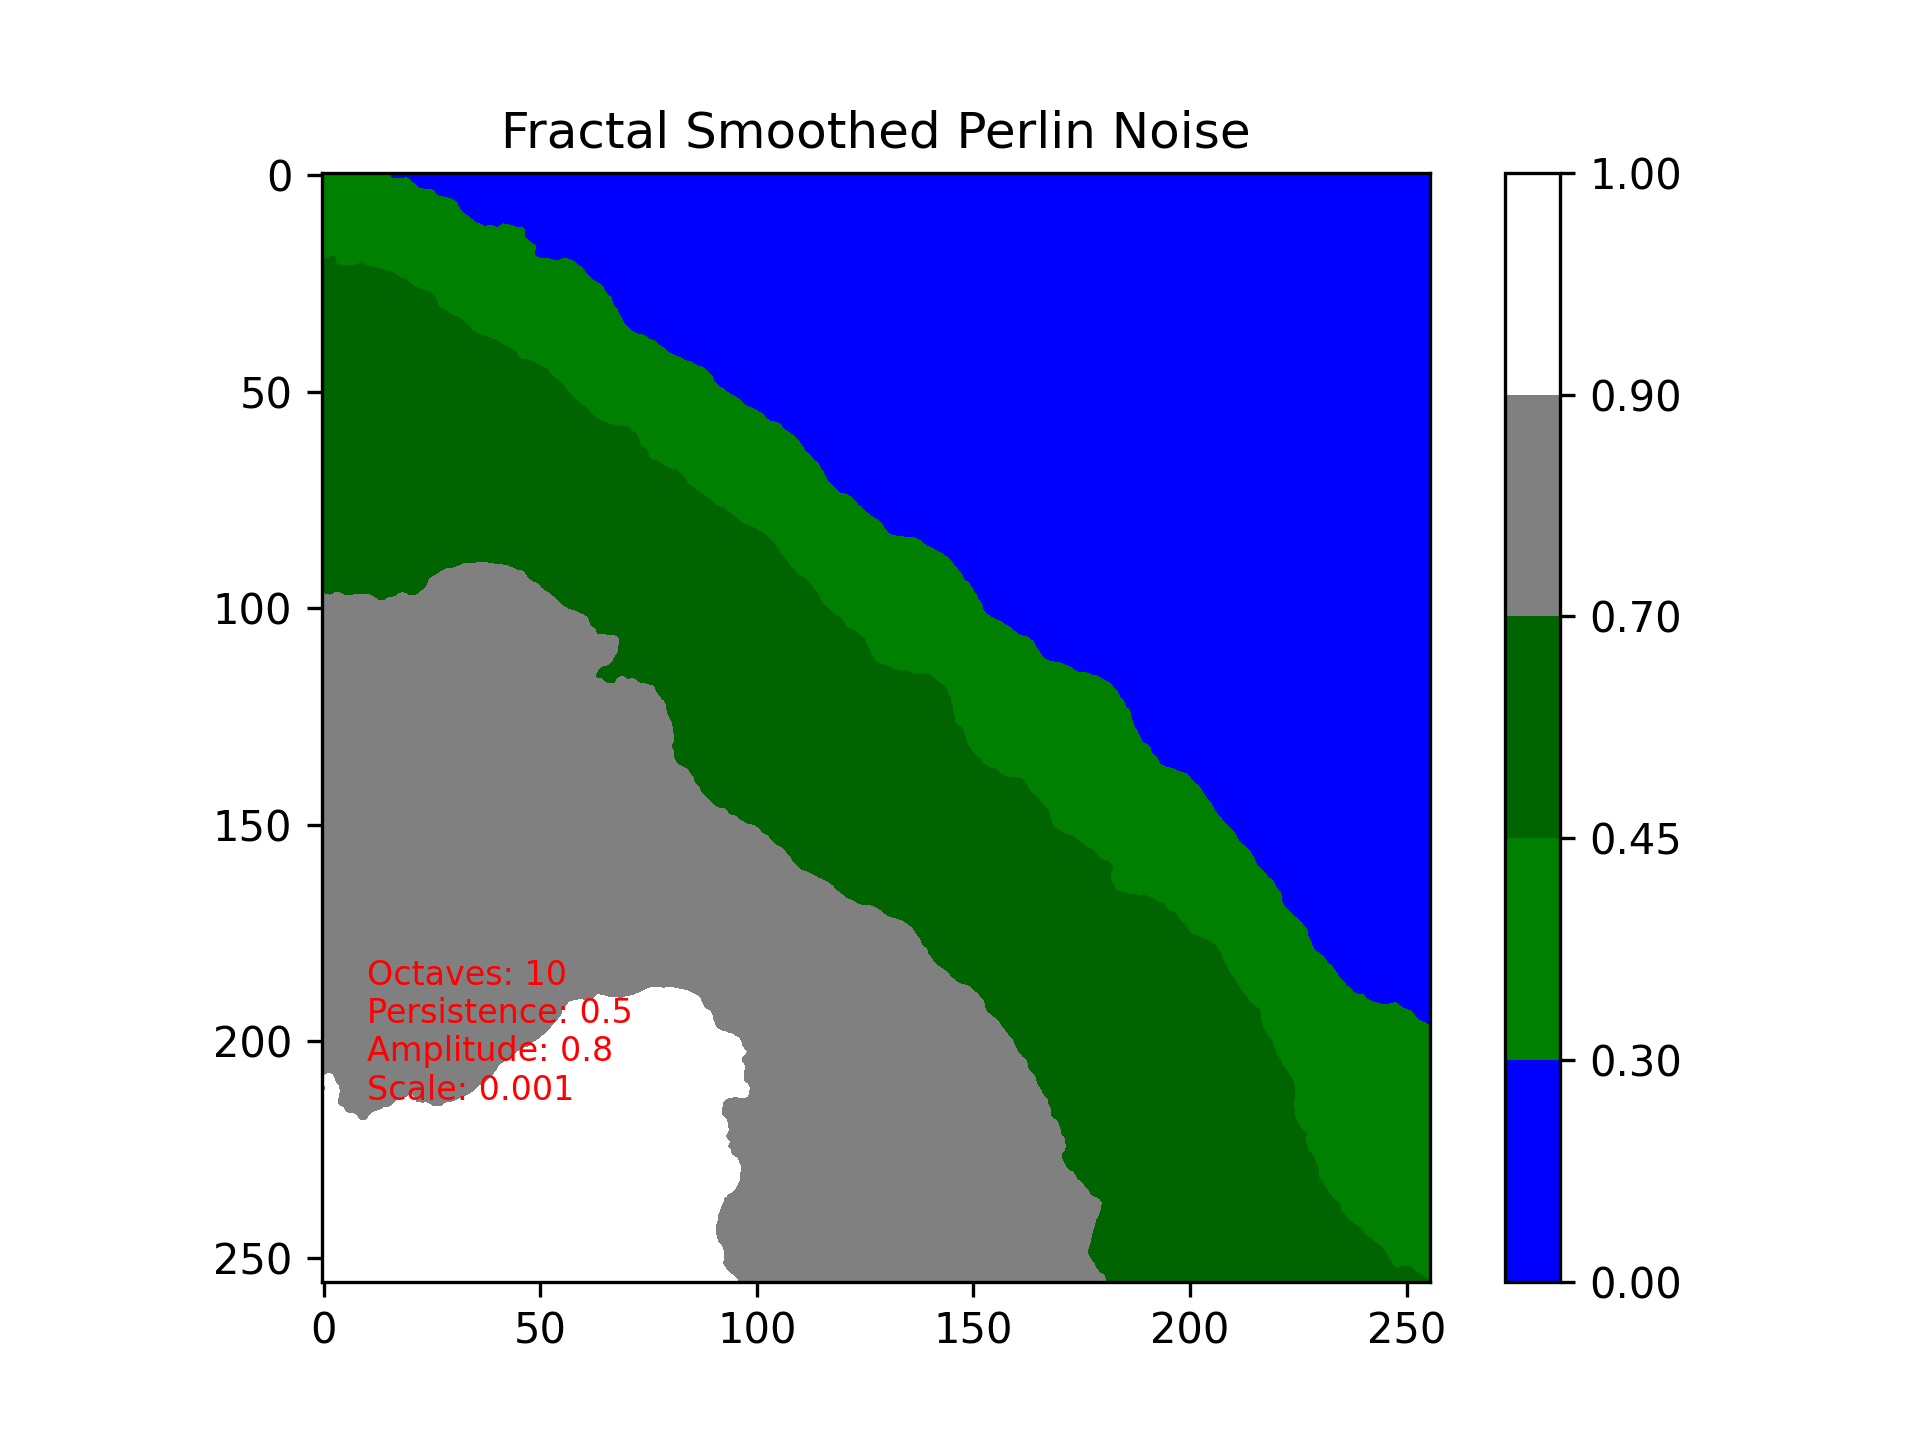 Fractal Smoothed Perlin Noise
0
50
100
150
200
250
Octaves: 10
Persistence: 0.5
Amplitude: 0.8
Scale: 0.001
0 50 100 150 200 250
1.00
0.90
0.70
0.45
0.30
0.00